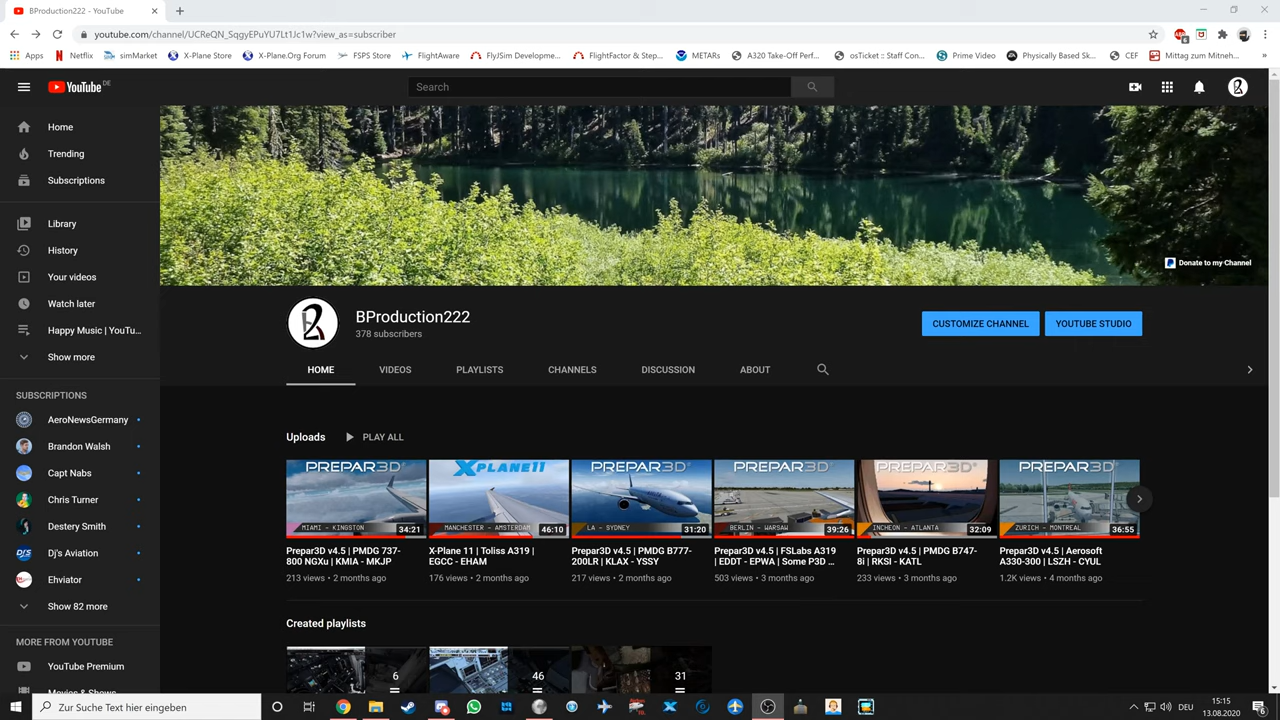 BProduction222 - YouTube
youtube.com/channel/UCReQN_SqgyEPuYU7Lt1Jc1w?view_as=subscriber
Apps
Netflix
simMarket
X-Plane Store
X-Plane.Org Forum
FSPS Store
FlightAware
FlyJSim Developmen...
FlightFactor & Step...
METARs
A320 Take-Off Perf...
osTicket :: Staff Con...
Prime Video
Physically Based Sk...
CEF
Mittag zum Mitneh...
YouTube DE
Search
Home
Trending
Subscriptions
Library
History
Your videos
Watch later
Happy Music | YouTu...
Show more
SUBSCRIPTIONS
AeroNewsGermany
Brandon Walsh
Capt Nabs
Chris Turner
Destery Smith
Dj's Aviation
Ehviator
Show 82 more
MORE FROM YOUTUBE
YouTube Premium
Movies & Shows
Donate to my Channel
BProduction222
378 subscribers
CUSTOMIZE CHANNEL
YOUTUBE STUDIO
HOME
VIDEOS
PLAYLISTS
CHANNELS
DISCUSSION
ABOUT
Uploads
PLAY ALL
PREPAR3D
MIAMI - KINGSTON
34:21
Prepar3D v4.5 | PMDG 737-
800 NGXu | KMIA - MKJP
213 views • 2 months ago
X-PLANE 11
MANCHESTER - AMSTERDAM
46:10
X-Plane 11 | Toliss A319 |
EGCC - EHAM
176 views • 2 months ago
PREPAR3D
LA - SYDNEY
31:20
Prepar3D v4.5 | PMDG B777-
200LR | KLAX - YSSY
217 views • 2 months ago
PREPAR3D
BERLIN - WARSAW
39:26
Prepar3D v4.5 | FSLabs A319
| EDDT - EPWA | Some P3D ...
503 views • 3 months ago
PREPAR3D
INCHEON - ATLANTA
32:09
Prepar3D v4.5 | PMDG B747-
8i | RKSI - KATL
233 views • 3 months ago
PREPAR3D
ZURICH - MONTREAL
36:55
Prepar3D v4.5 | Aerosoft
A330-300 | LSZH - CYUL
1.2K views • 4 months ago
Created playlists
6
46
31
Zur Suche Text hier eingeben
DEU
15:15
13.08.2020